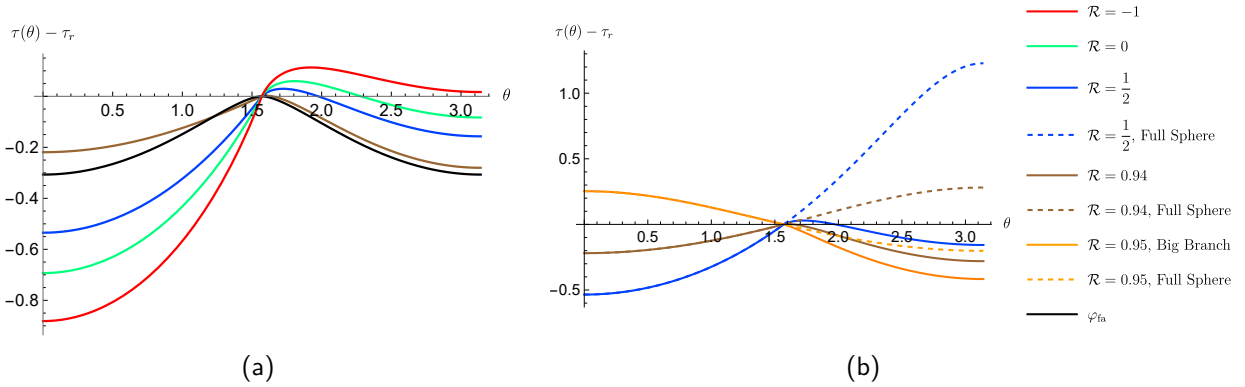 τ(θ) − τr
θ
0.5 1.0 1.5 2.0 2.5 3.0
−0.2
−0.4
−0.6
−0.8
(a)
τ(θ) − τr
1.0
0.5
θ
0.5 1.0 1.5 2.0 2.5 3.0
−0.5
(b)
R = −1
R = 0
R = 1/2
R = 1/2, Full Sphere
R = 0.94
R = 0.94, Full Sphere
R = 0.95, Big Branch
R = 0.95, Full Sphere
φfa